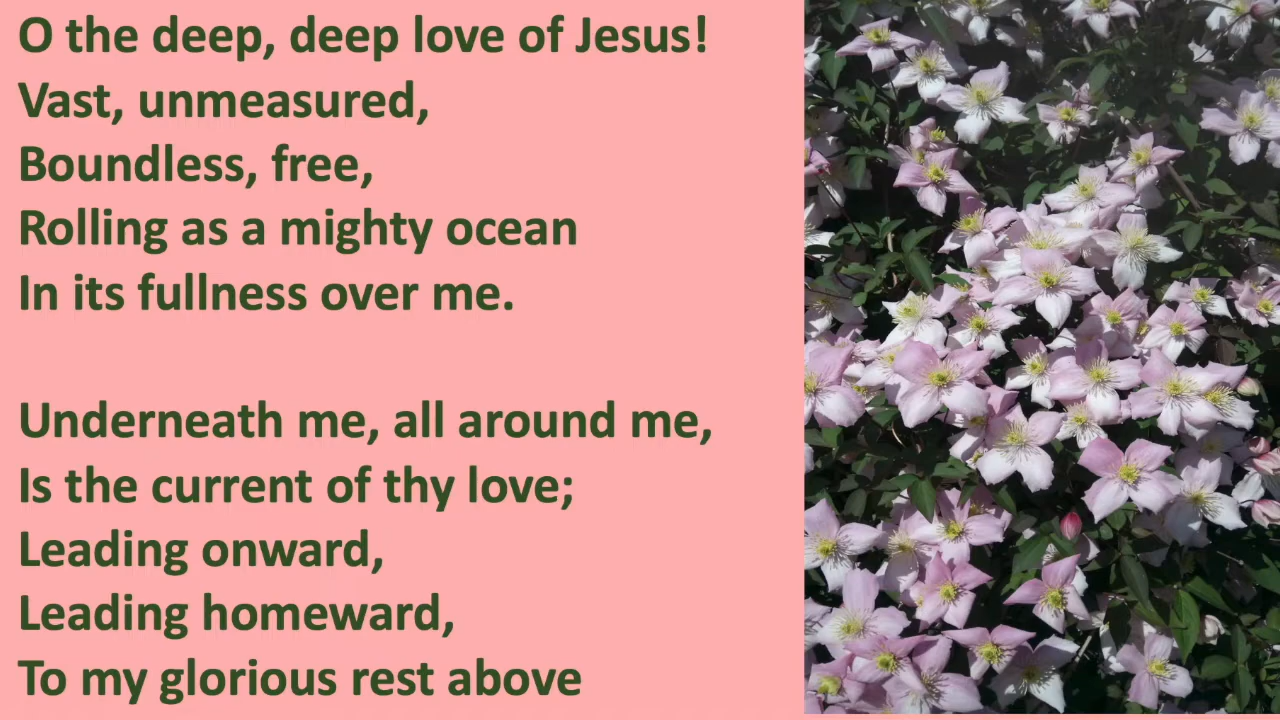 O the deep, deep love of Jesus!
Vast, unmeasured,
Boundless, free,
Rolling as a mighty ocean
In its fullness over me.
Underneath me, all around me,
Is the current of thy love;
Leading onward,
Leading homeward,
To my glorious rest above